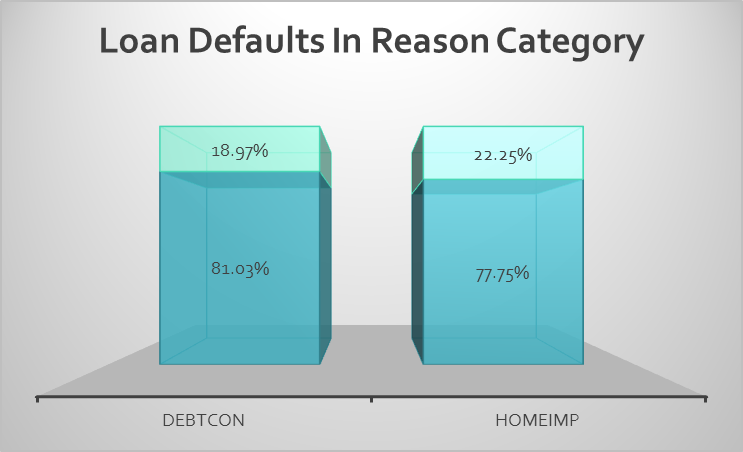 Loan Defaults In Reason Category
18.97%
22.25%
81.03%
77.75%
DEBTCON
HOMEIMP